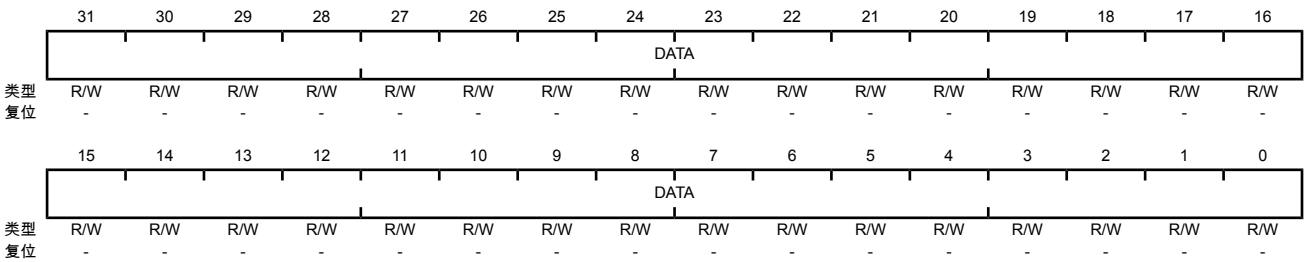 31 30 29 28 27 26 25 24 23 22 21 20 19 18 17 16
DATA
类型 R/W R/W R/W R/W R/W R/W R/W R/W R/W R/W R/W R/W R/W R/W R/W R/W
复位 - - - - - - - - - - - - - - - -
15 14 13 12 11 10 9 8 7 6 5 4 3 2 1 0
DATA
类型 R/W R/W R/W R/W R/W R/W R/W R/W R/W R/W R/W R/W R/W R/W R/W R/W
复位 - - - - - - - - - - - - - - - -